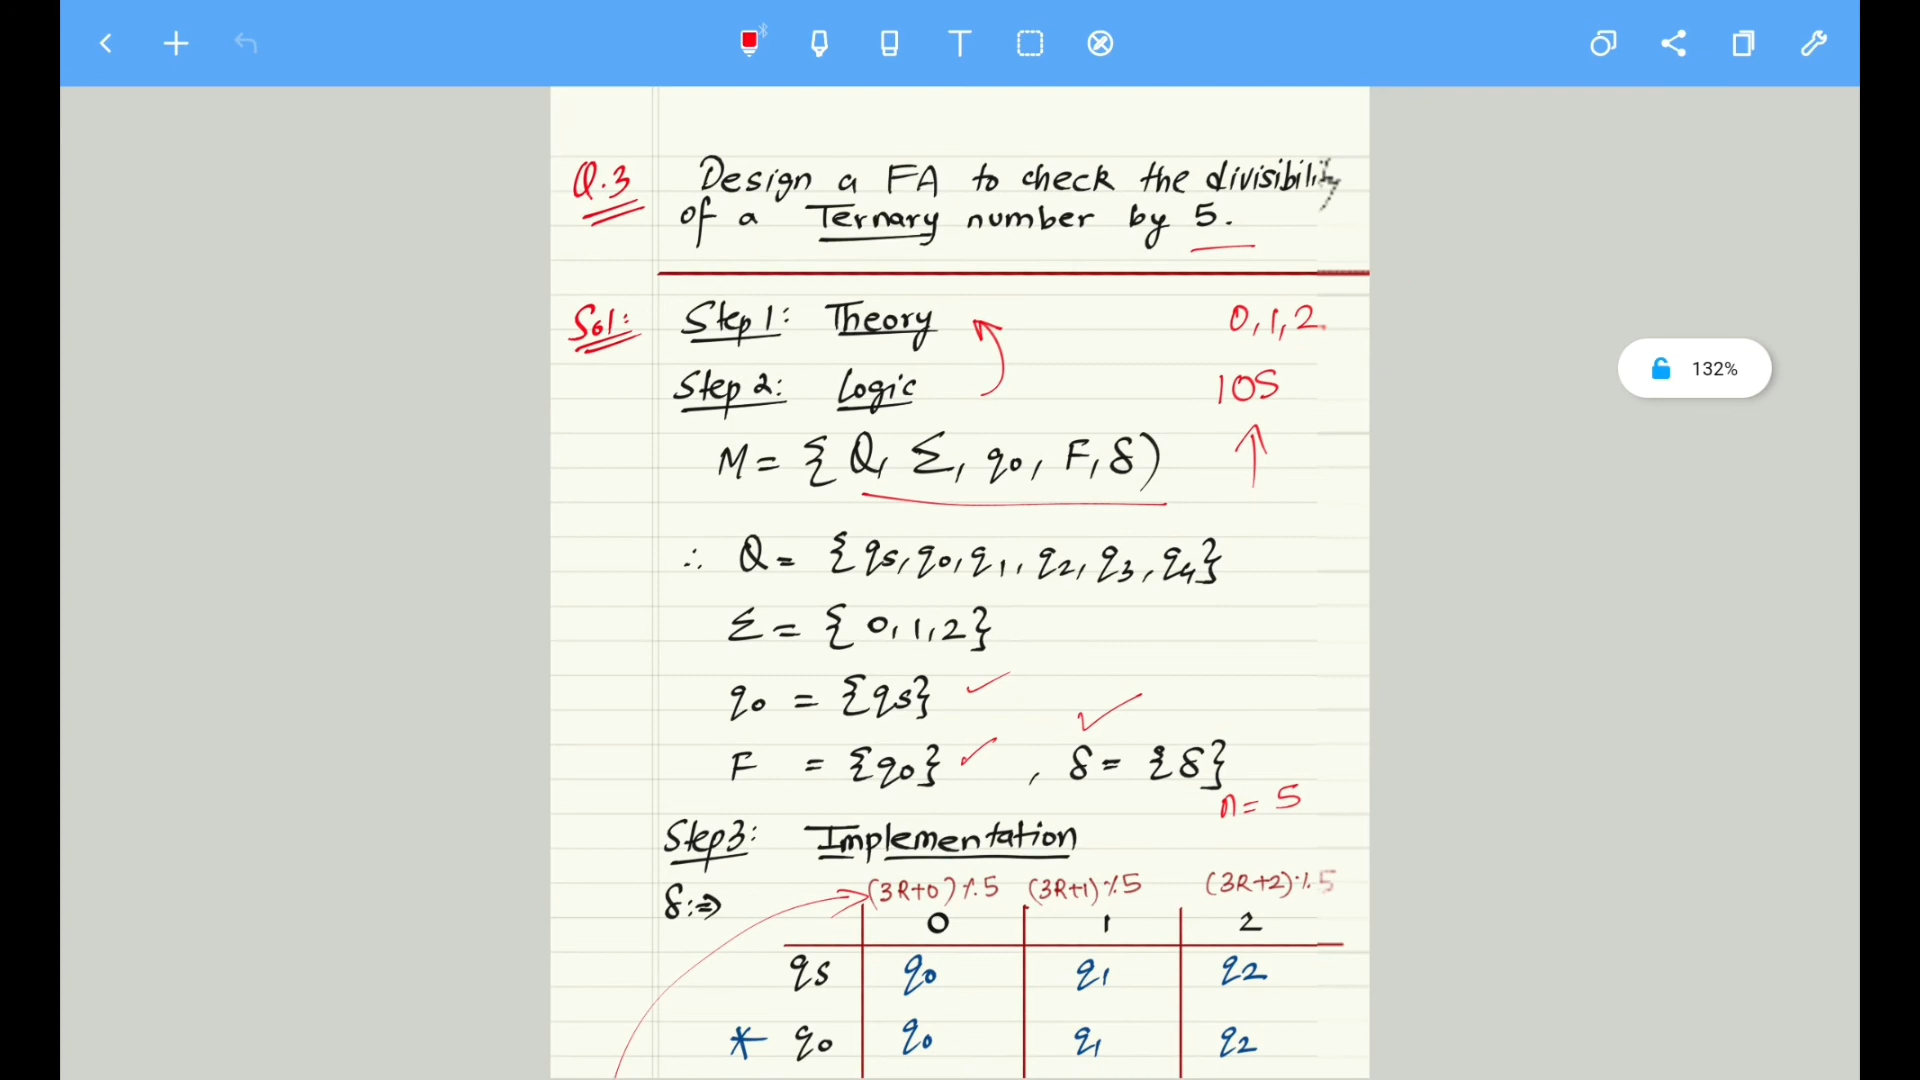 132%
Q.3 Design a FA to check the divisibility
of a Ternary number by 5.
Sol: Step 1: Theory 0, 1, 2
Step 2: Logic 10S
M = { Q, Σ, q0, F, δ )
∴ Q = {qs, q0, q1, q2, q3, q4}
Σ = { 0, 1, 2 }
q0 = {qs}
F = {q0} , δ = {δ}
n = 5
Step3: Implementation
δ:⇒ (3R+0)%5 (3R+1)%5 (3R+2)%5
0 1 2
qs q0 q1 q2
* q0 q0 q1 q2